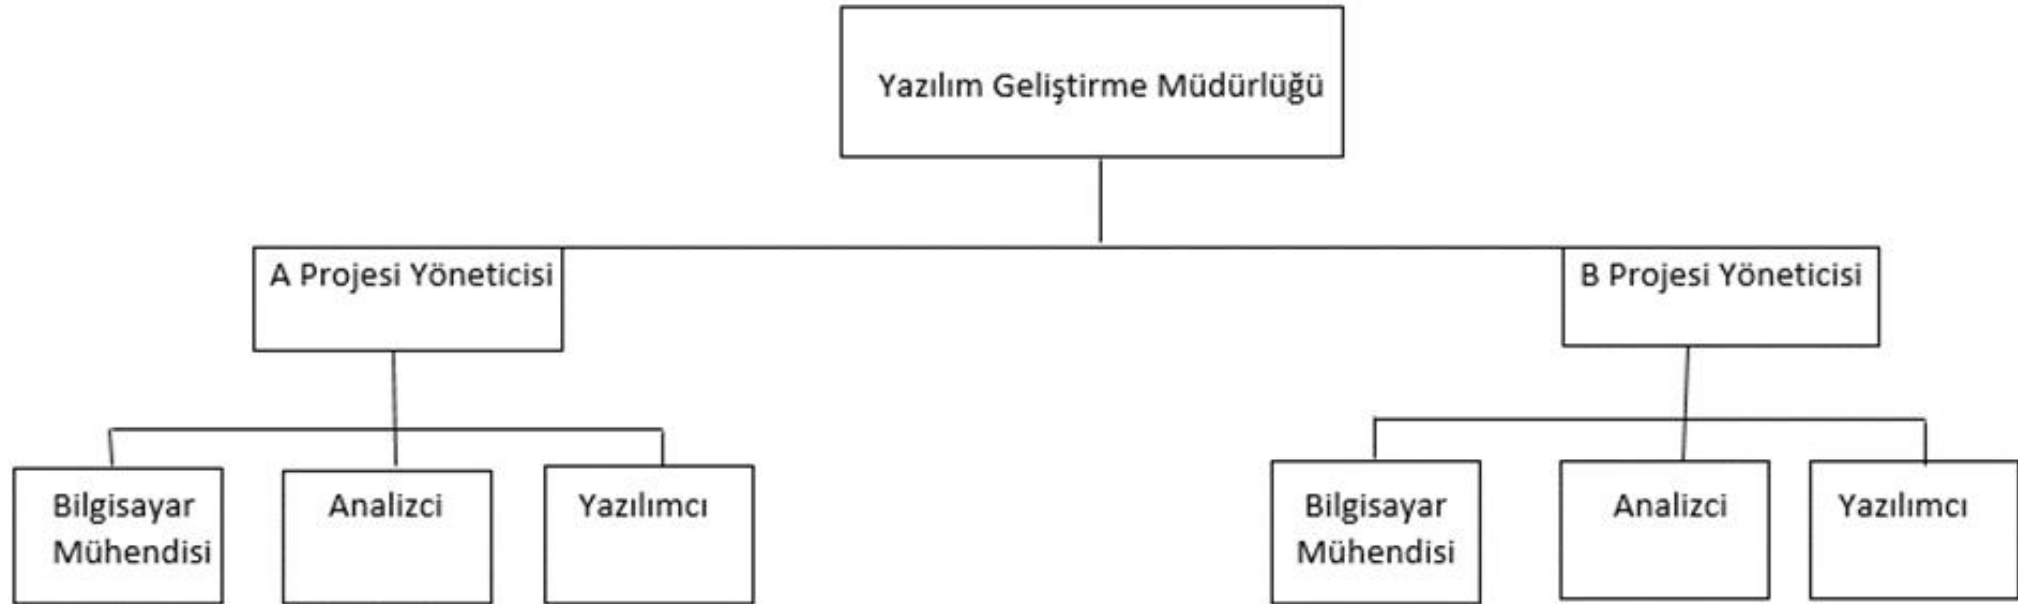 Yazılım Geliştirme Müdürlüğü
A Projesi Yöneticisi
B Projesi Yöneticisi
Bilgisayar
Mühendisi
Analizci
Yazılımcı
Bilgisayar
Mühendisi
Analizci
Yazılımcı